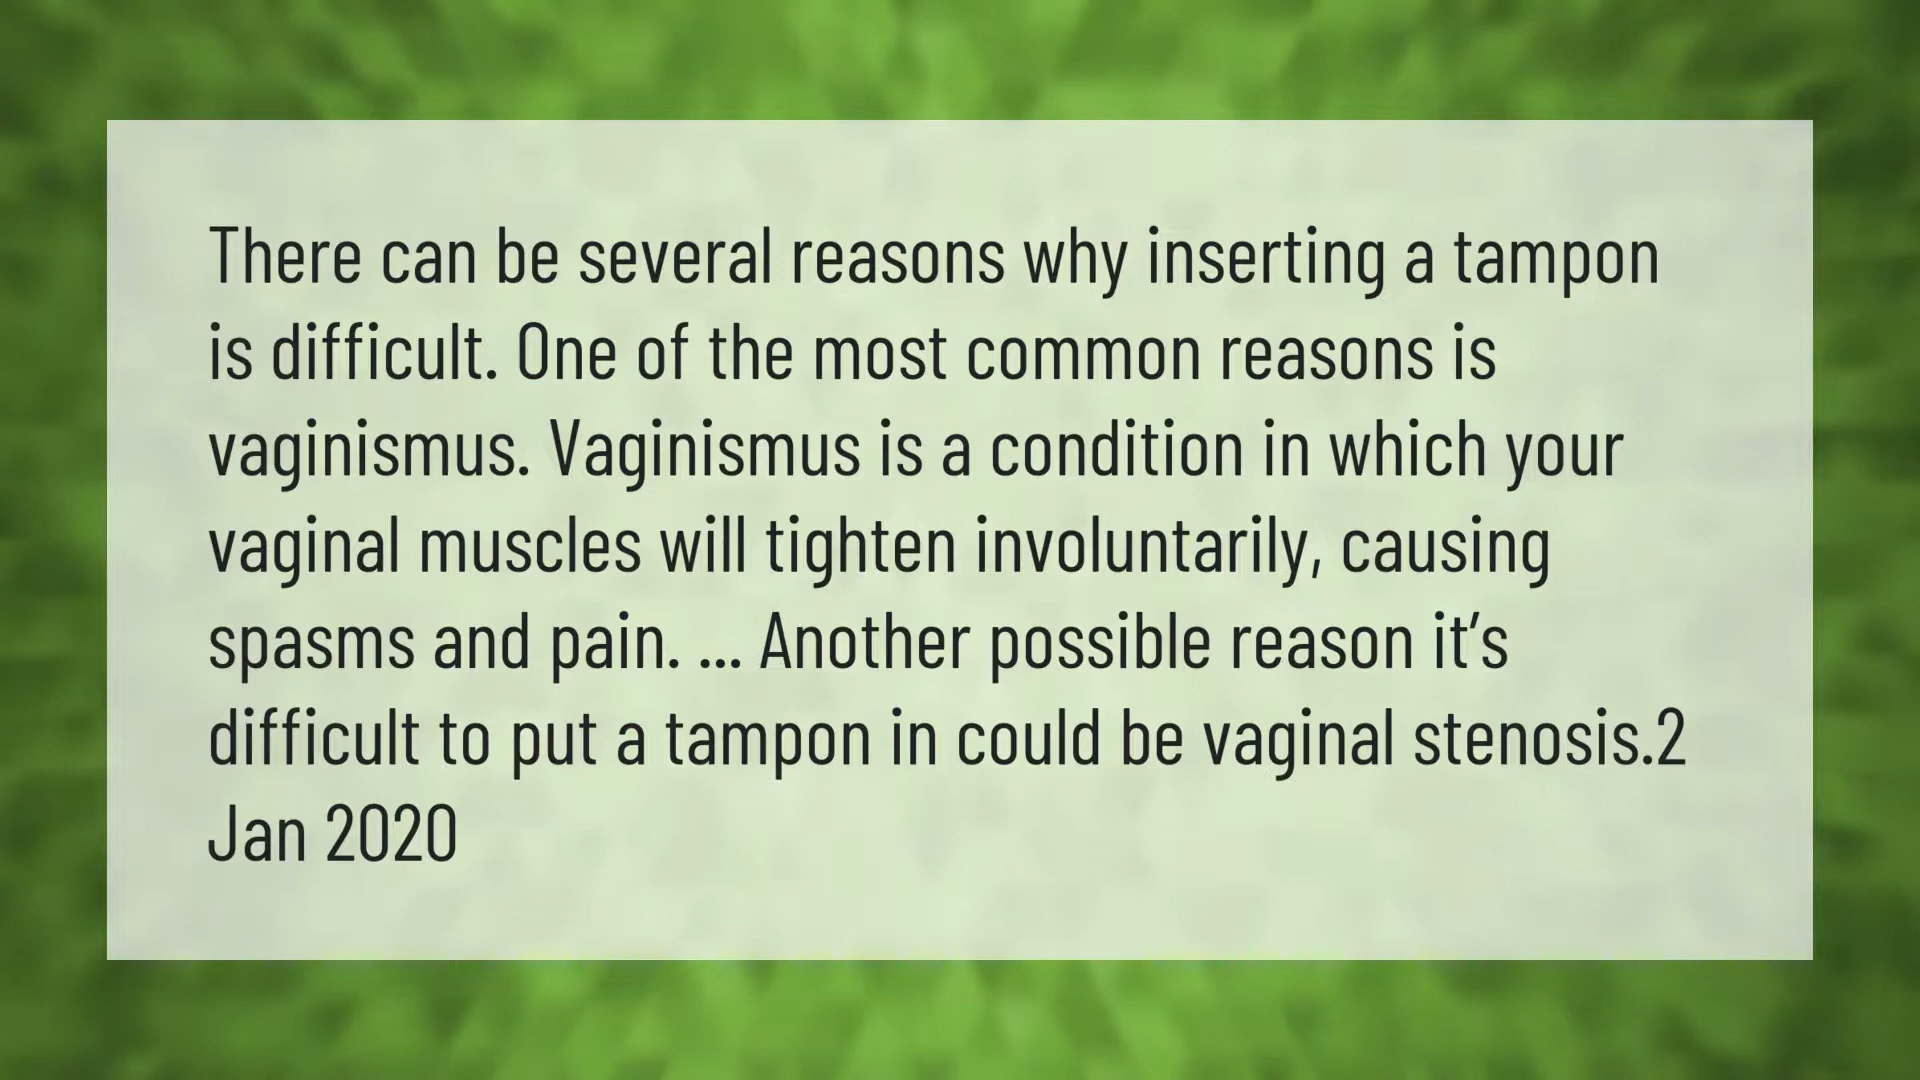 There can be several reasons why inserting a tampon
is difficult. One of the most common reasons is
vaginismus. Vaginismus is a condition in which your
vaginal muscles will tighten involuntarily, causing
spasms and pain. ... Another possible reason it’s
difficult to put a tampon in could be vaginal stenosis.2
Jan 2020